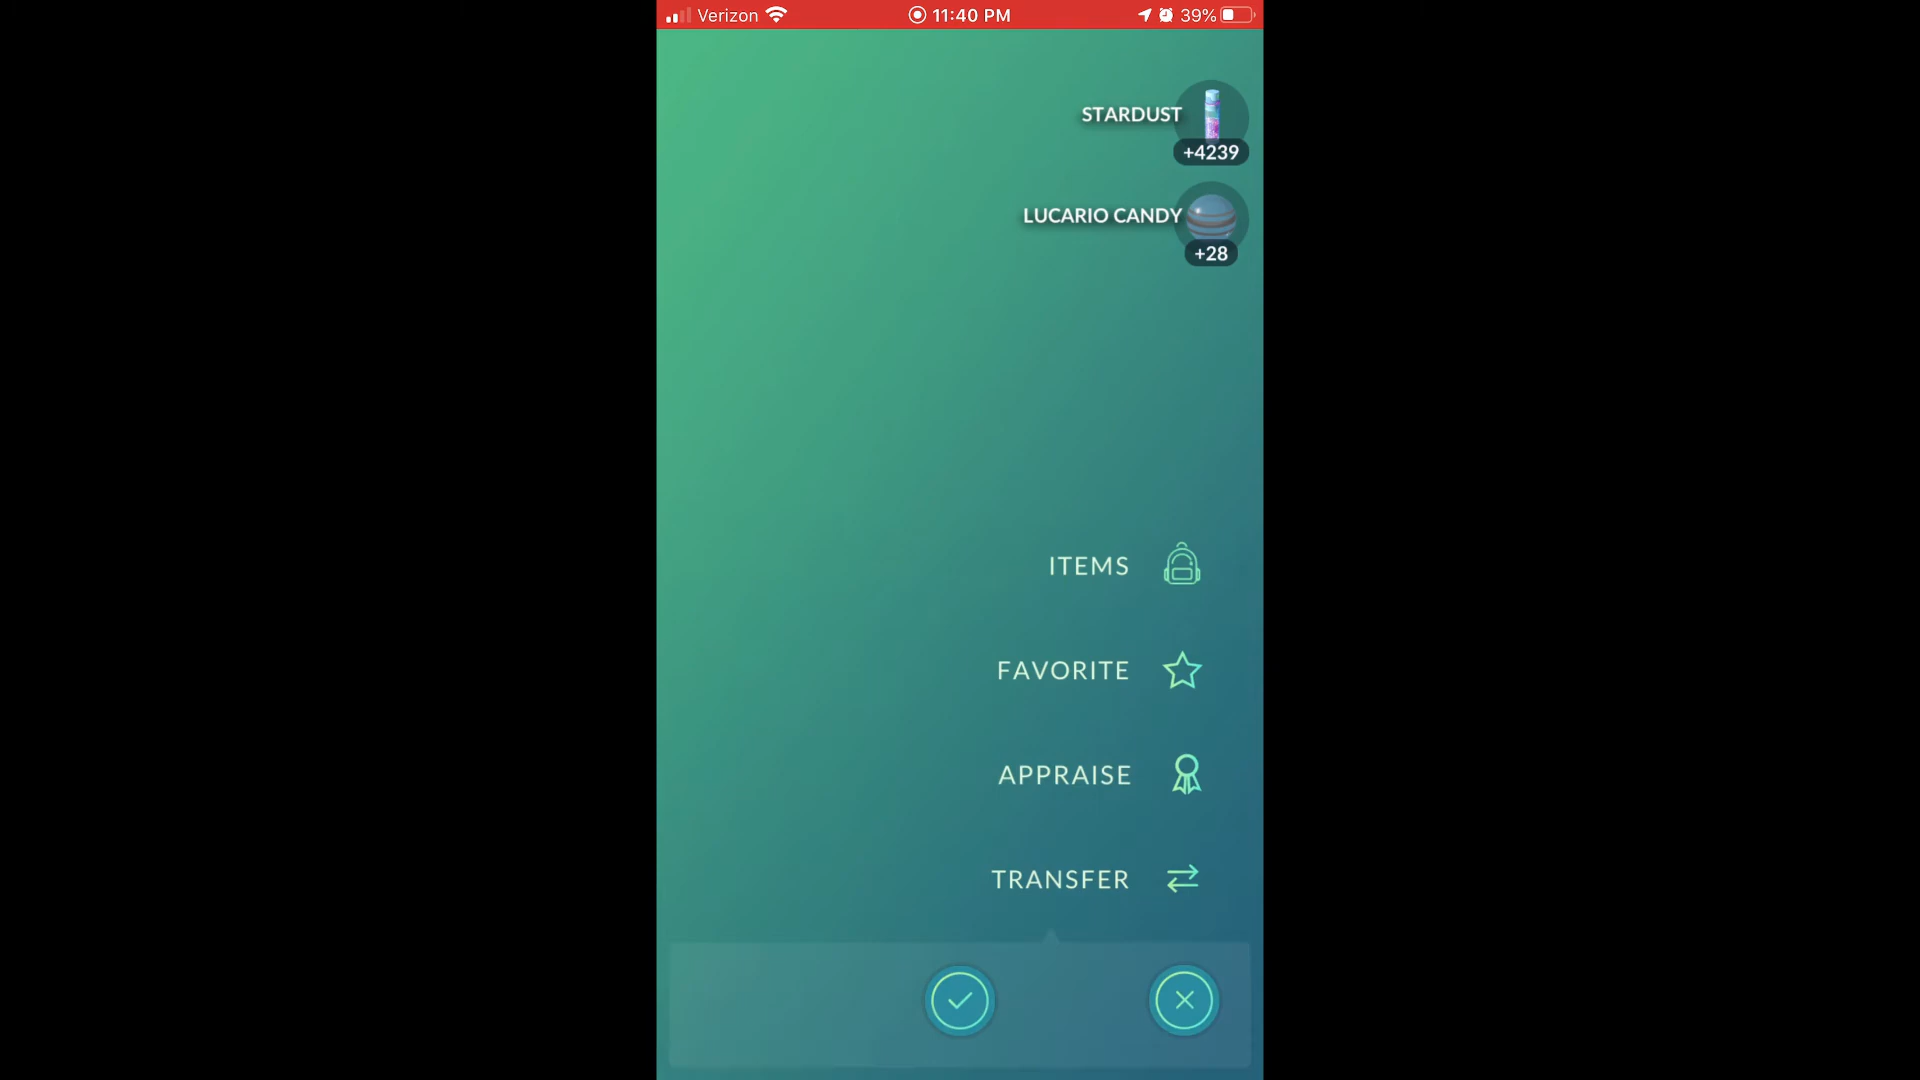 Verizon 11:40 PM 39%
STARDUST
+4239
LUCARIO CANDY
+28
ITEMS
FAVORITE
APPRAISE
TRANSFER